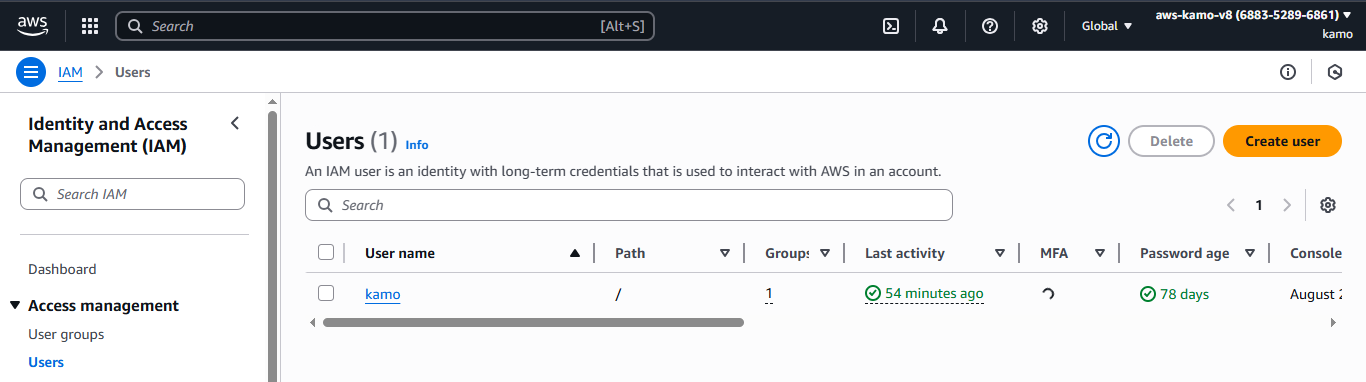 aws
Search [Alt+S]
Global
aws-kamo-v8 (6883-5289-6861)
kamo
IAM > Users
Identity and Access
Management (IAM)
Search IAM
Dashboard
Access management
User groups
Users
Users (1) Info
Delete
Create user
An IAM user is an identity with long-term credentials that is used to interact with AWS in an account.
Search
1
User name Path Groups Last activity MFA Password age Console
kamo / 1 54 minutes ago 78 days August